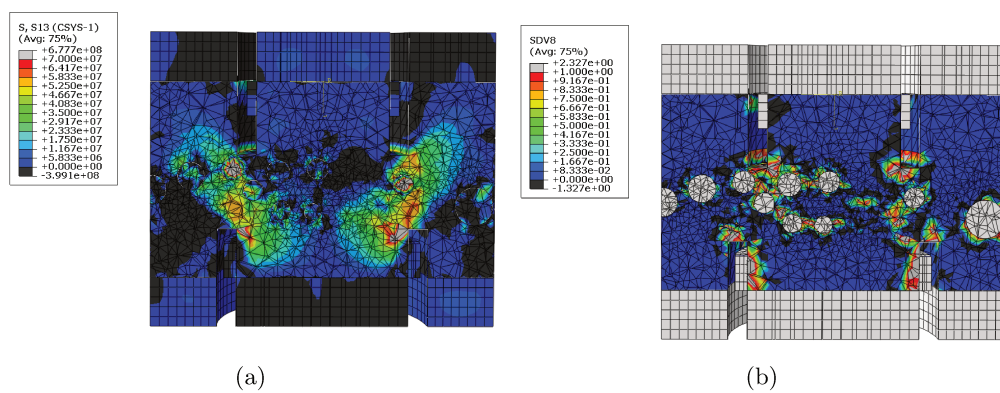 S, S13 (CSYS-1)
(Avg: 75%)
+6.777e+08
+7.000e+07
+6.417e+07
+5.833e+07
+5.250e+07
+4.667e+07
+4.083e+07
+3.500e+07
+2.917e+07
+2.333e+07
+1.750e+07
+1.167e+07
+5.833e+06
+0.000e+00
-3.991e+08
SDV8
(Avg: 75%)
+2.327e+00
+1.000e+00
+9.167e-01
+8.333e-01
+7.500e-01
+6.667e-01
+5.833e-01
+5.000e-01
+4.167e-01
+3.333e-01
+2.500e-01
+1.667e-01
+8.333e-02
+0.000e+00
-1.327e+00
(a)
(b)